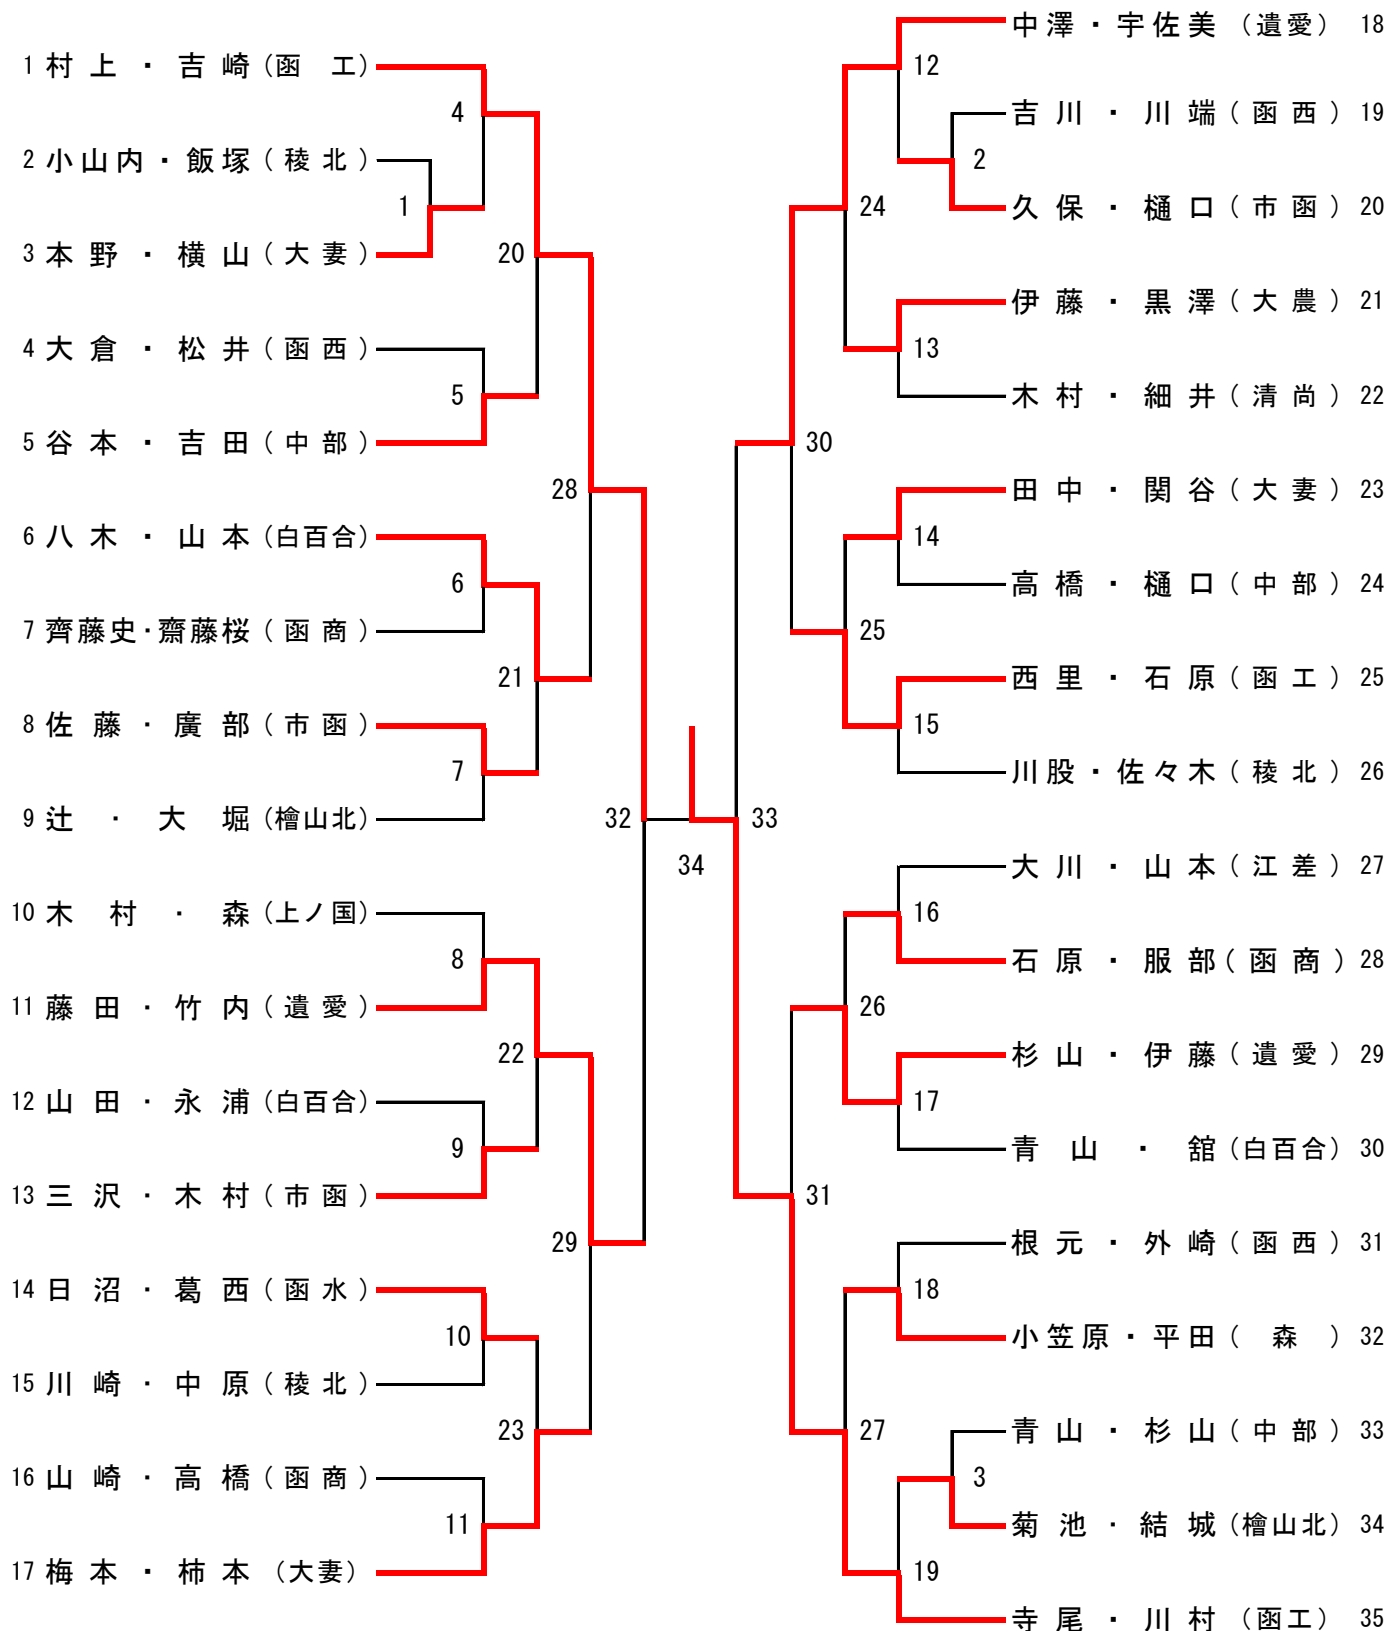 1 村上・吉崎(函 工)
2 小山内・飯塚(稜北)
3 本野・横山(大妻)
4 大倉・松井(函西)
5 谷本・吉田(中部)
6 八木・山本(白百合)
7 齊藤史・齋藤桜(函商)
8 佐藤・廣部(市函)
9 辻・大堀(檜山北)
10 木村・森(上ノ国)
11 藤田・竹内(遺愛)
12 山田・永浦(白百合)
13 三沢・木村(市函)
14 日沼・葛西(函水)
15 川崎・中原(稜北)
16 山崎・高橋(函商)
17 梅本・柿本(大妻)
4
1
20
5
28
6
21
7
32
8
22
9
29
10
23
11
34
中澤・宇佐美(遺愛) 18
吉川・川端(函西) 19
久保・樋口(市函) 20
伊藤・黒澤(大農) 21
木村・細井(清尚) 22
田中・関谷(大妻) 23
高橋・樋口(中部) 24
西里・石原(函工) 25
川股・佐々木(稜北) 26
大川・山本(江差) 27
石原・服部(函商) 28
杉山・伊藤(遺愛) 29
青山・舘(白百合) 30
根元・外崎(函西) 31
小笠原・平田(森) 32
青山・杉山(中部) 33
菊池・結城(檜山北) 34
寺尾・川村(函工) 35
12
2
24
13
30
14
25
15
33
16
26
17
31
18
27
3
19